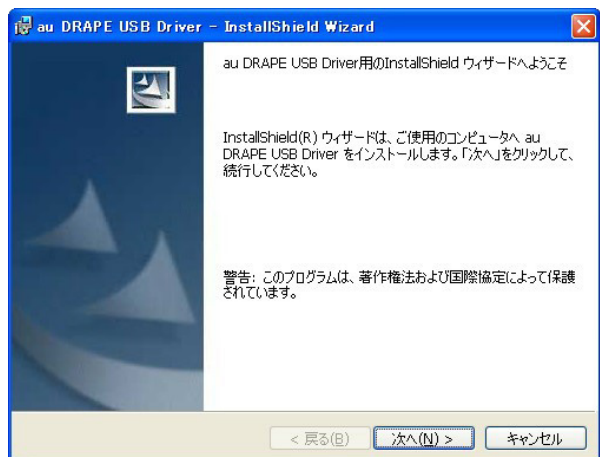 au DRAPE USB Driver - InstallShield Wizard
au DRAPE USB Driver用のInstallShield ウィザードへようこそ
InstallShield(R) ウィザードは、ご使用のコンピュータへ au
DRAPE USB Driver をインストールします。「次へ」をクリックして、
続行してください。
警告: このプログラムは、著作権法および国際協定によって保護
されています。
< 戻る(B)
次へ(N) >
キャンセル